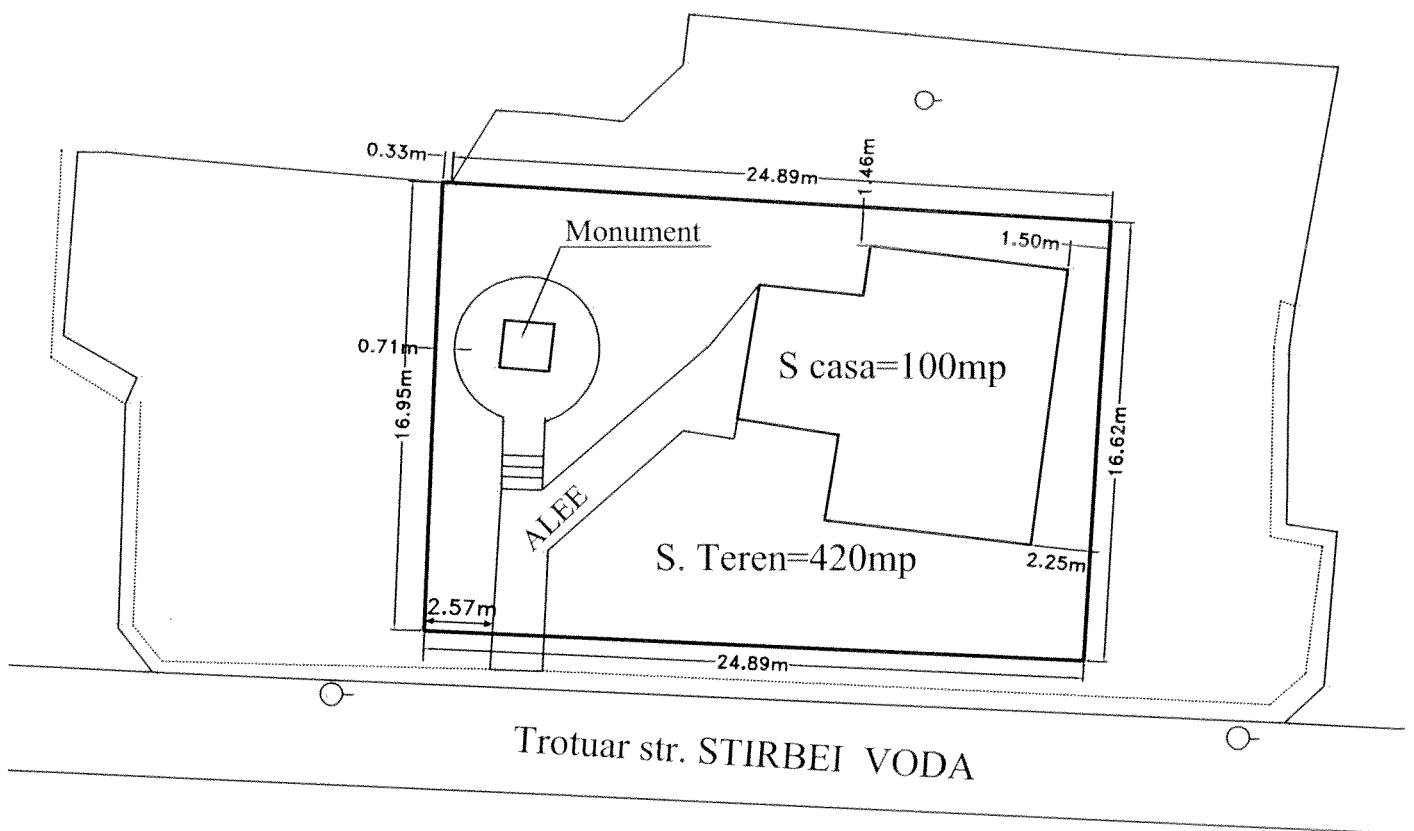 0.33m
24.89m
1.46m
Monument
1.50m
0.71m
16.95m
S casa=100mp
16.62m
ALEE
S. Teren=420mp
2.25m
2.57m
24.89m
Trotuar str. STIRBEI VODA